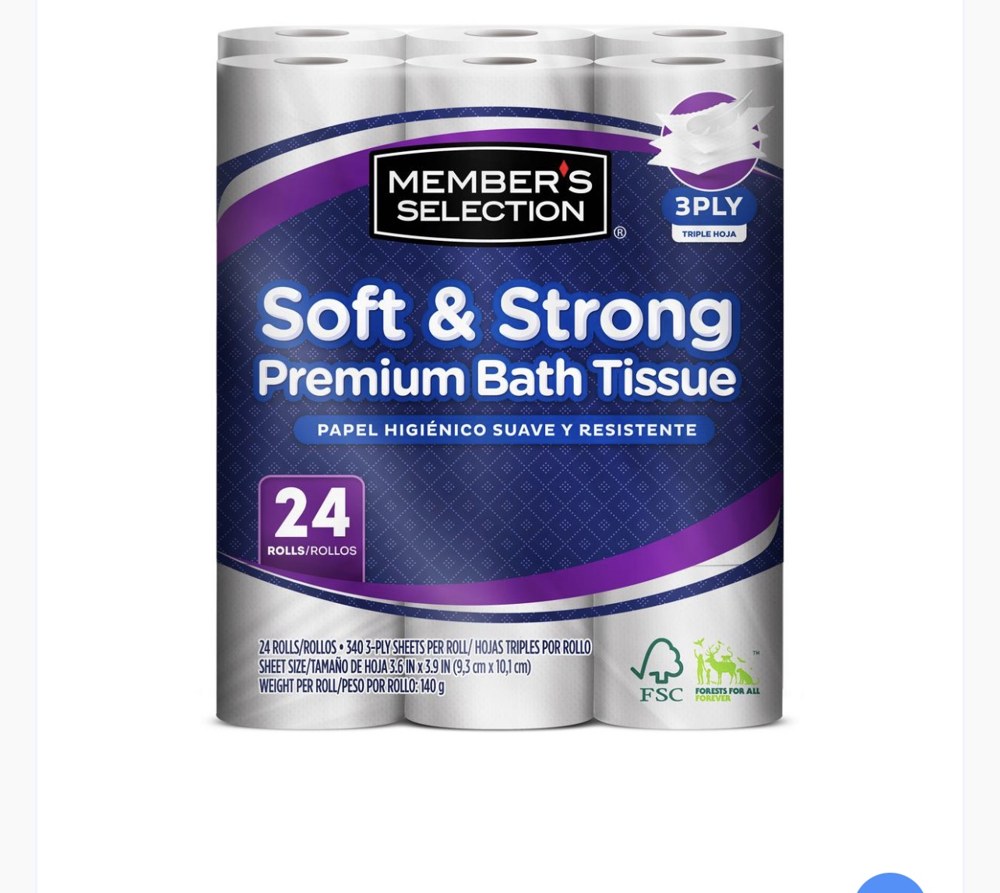 MEMBER'S
SELECTION
®
3PLY
TRIPLE HOJA
Soft & Strong
Premium Bath Tissue
PAPEL HIGIÉNICO SUAVE Y RESISTENTE
24
ROLLS/ROLLOS
24 ROLLS/ROLLOS • 340 3-PLY SHEETS PER ROLL/ HOJAS TRIPLES POR ROLLO
SHEET SIZE/TAMAÑO DE HOJA 3.6 IN x 3.9 IN (9,3 cm x 10,1 cm)
WEIGHT PER ROLL/PESO POR ROLLO: 140 g
FSC
™
FORESTS FOR ALL
FOREVER